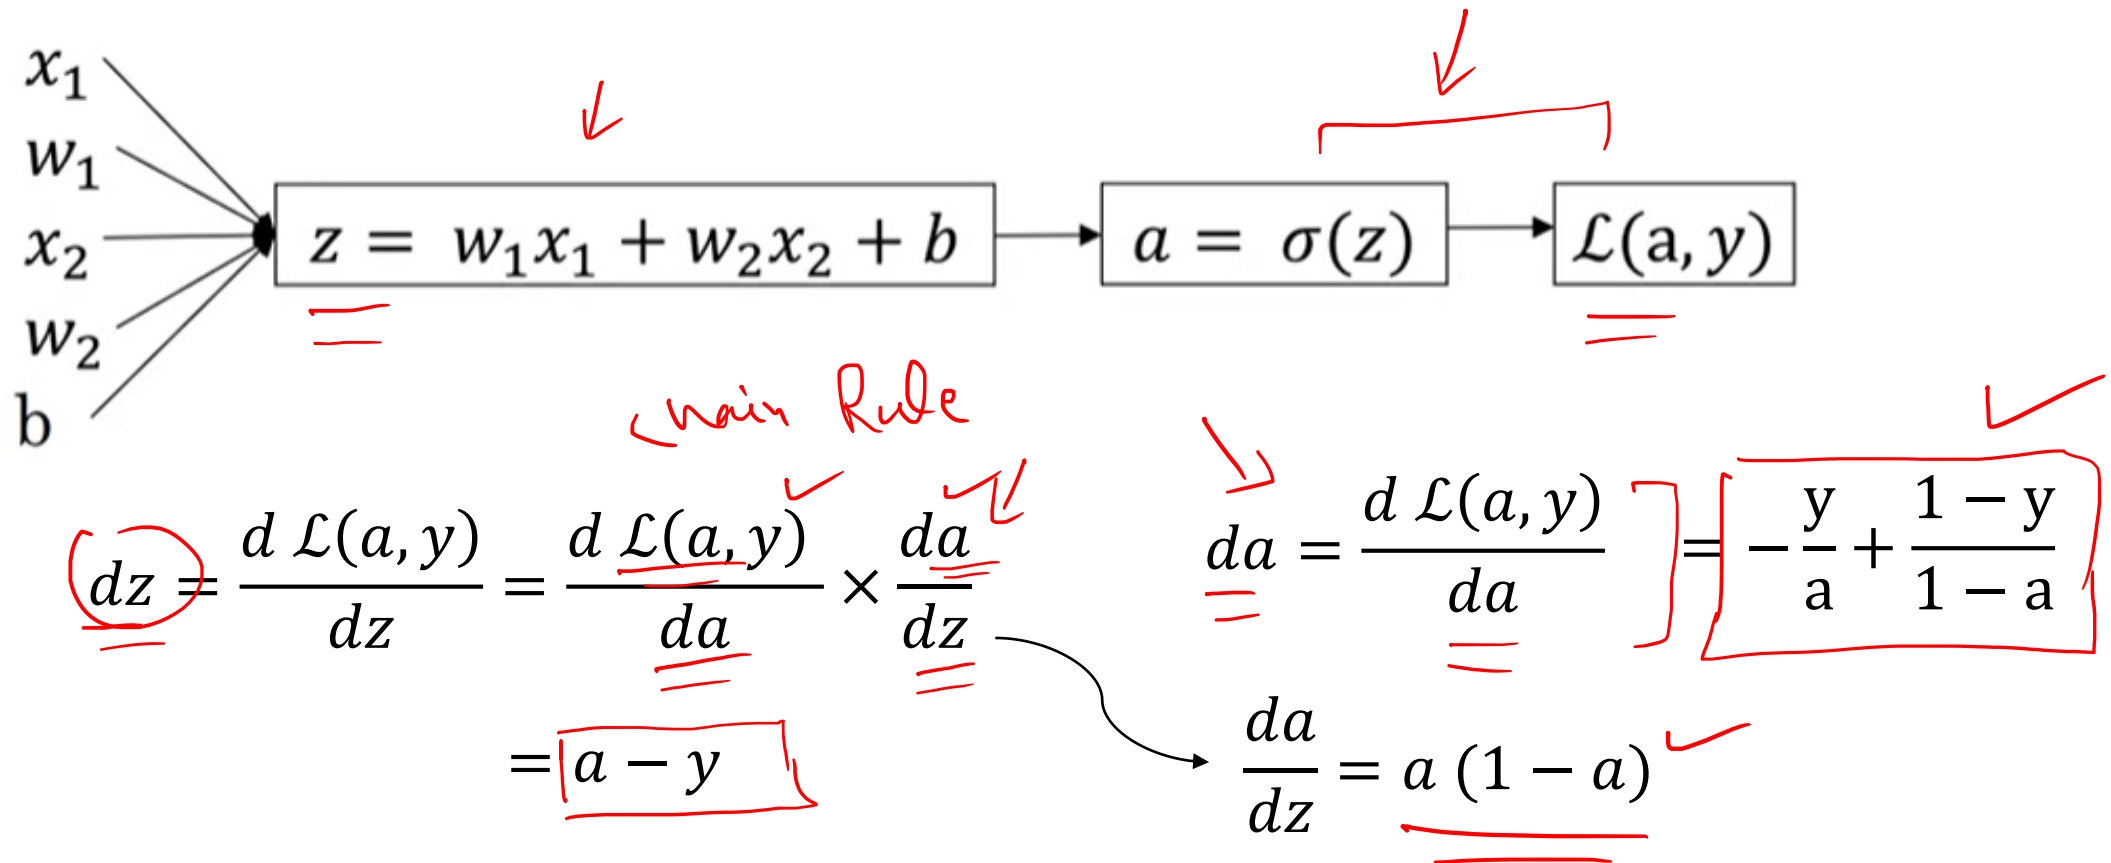 x₁
w₁
x₂
w₂
b
z = w₁x₁ + w₂x₂ + b
a = σ(z)
ℒ(a, y)
chain Rule
dz = d ℒ(a, y) / dz = d ℒ(a, y) / da × da / dz
= a − y
da = d ℒ(a, y) / da = − y / a + 1 − y / 1 − a
da / dz = a (1 − a)